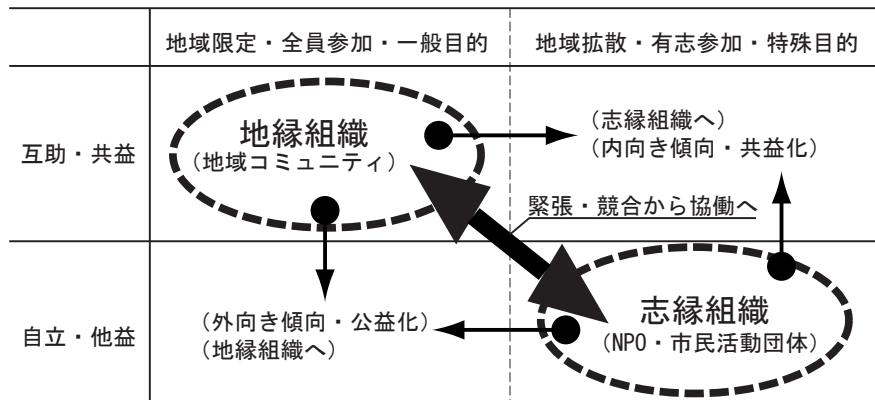 地域限定・全員参加・一般目的
地域拡散・有志参加・特殊目的
互助・共益
地縁組織
(地域コミュニティ)
(志縁組織へ)
(内向き傾向・共益化)
緊張・競合から協働へ
自立・他益
(外向き傾向・公益化)
(地縁組織へ)
志縁組織
(NPO・市民活動団体)